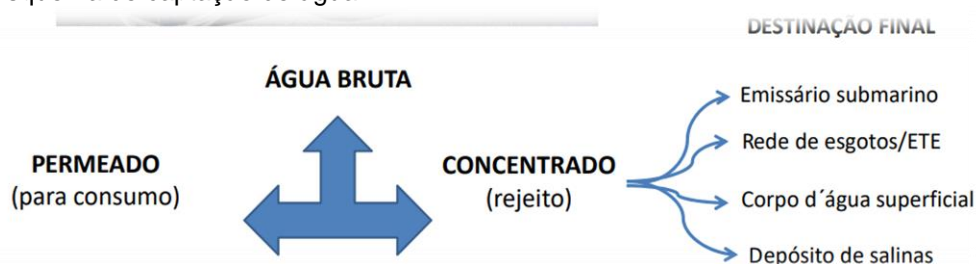 DESTINAÇÃO FINAL
ÁGUA BRUTA
PERMEADO
(para consumo)
CONCENTRADO
(rejeito)
Emissário submarino
Rede de esgotos/ETE
Corpo d´água superficial
Depósito de salinas